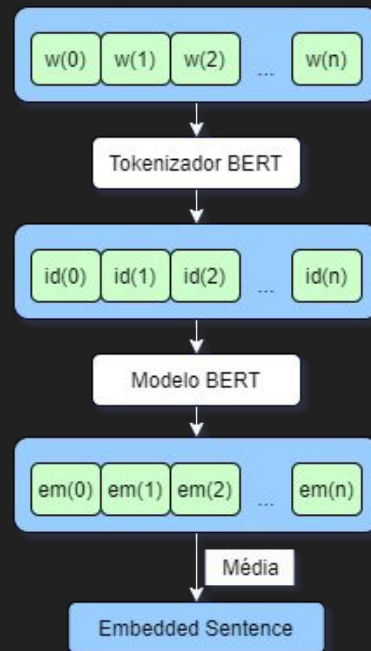 w(0) w(1) w(2) ... w(n)
Tokenizador BERT
id(0) id(1) id(2) ... id(n)
Modelo BERT
em(0) em(1) em(2) ... em(n)
Média
Embedded Sentence